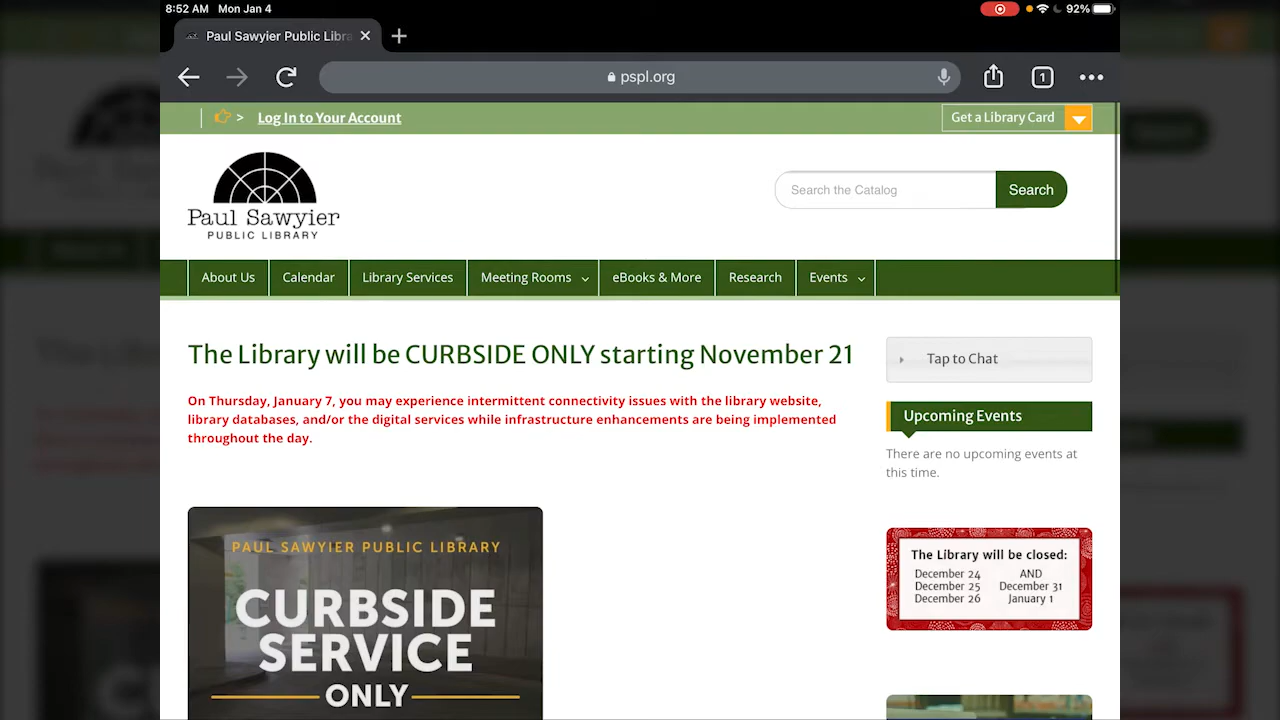 8:52 AM Mon Jan 4
92%
Paul Sawyier Public Libra
pspl.org
1
> Log In to Your Account
Get a Library Card
Paul Sawyier
PUBLIC LIBRARY
Search the Catalog
Search
About Us
Calendar
Library Services
Meeting Rooms
eBooks & More
Research
Events
The Library will be CURBSIDE ONLY starting November 21
On Thursday, January 7, you may experience intermittent connectivity issues with the library website,
library databases, and/or the digital services while infrastructure enhancements are being implemented
throughout the day.
PAUL SAWYIER PUBLIC LIBRARY
CURBSIDE
SERVICE
ONLY
Tap to Chat
Upcoming Events
There are no upcoming events at
this time.
The Library will be closed:
December 24 AND
December 25 December 31
December 26 January 1